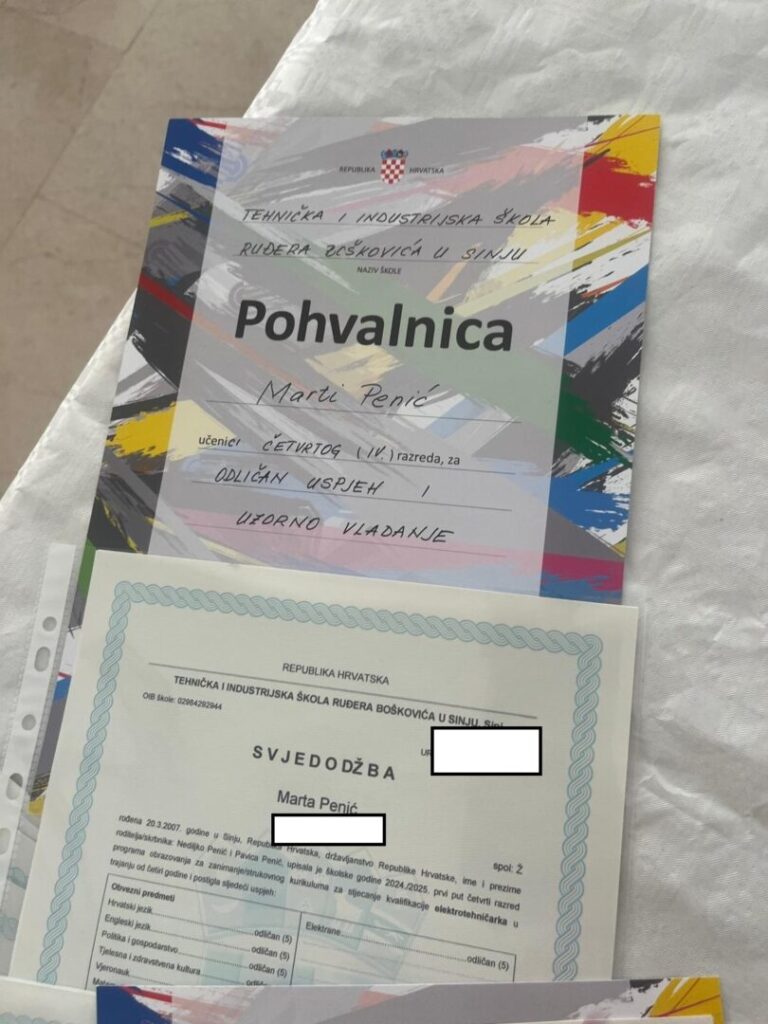 REPUBLIKA HRVATSKA
TEHNIČKA I INDUSTRIJSKA ŠKOLA
RUĐERA BOŠKOVIĆA U SINJU
NAZIV ŠKOLE
Pohvalnica
Marti Penić
učenici ČETVRTOG (IV.) razreda, za
ODLIČAN USPJEH I
UZORNO VLADANJE
REPUBLIKA HRVATSKA
TEHNIČKA I INDUSTRIJSKA ŠKOLA RUĐERA BOŠKOVIĆA U SINJU, Sinj
OIB škole: 02984292944
UR
SVJEDODŽBA
Marta Penić
spol: Ž
rođena 20.3.2007. godine u Sinju, Republika Hrvatska, državljanstvo Republike Hrvatske, ime i prezime
roditelja/skrbnika: Nediljko Penić i Pavica Penić, upisala je školske godine 2024./2025. prvi put četvrti razred
programa obrazovanja za zanimanje/strukovnog kurikuluma za stjecanje kvalifikacije elektrotehničarka u
trajanju od četiri godine i postigla sljedeći uspjeh:
Obvezni predmeti
Hrvatski jezik odličan (5)
Engleski jezik odličan (5)
Politika i gospodarstvo odličan (5)
Tjelesna i zdravstvena kultura odličan (5)
Vjeronauk
Elektrane odličan (5)